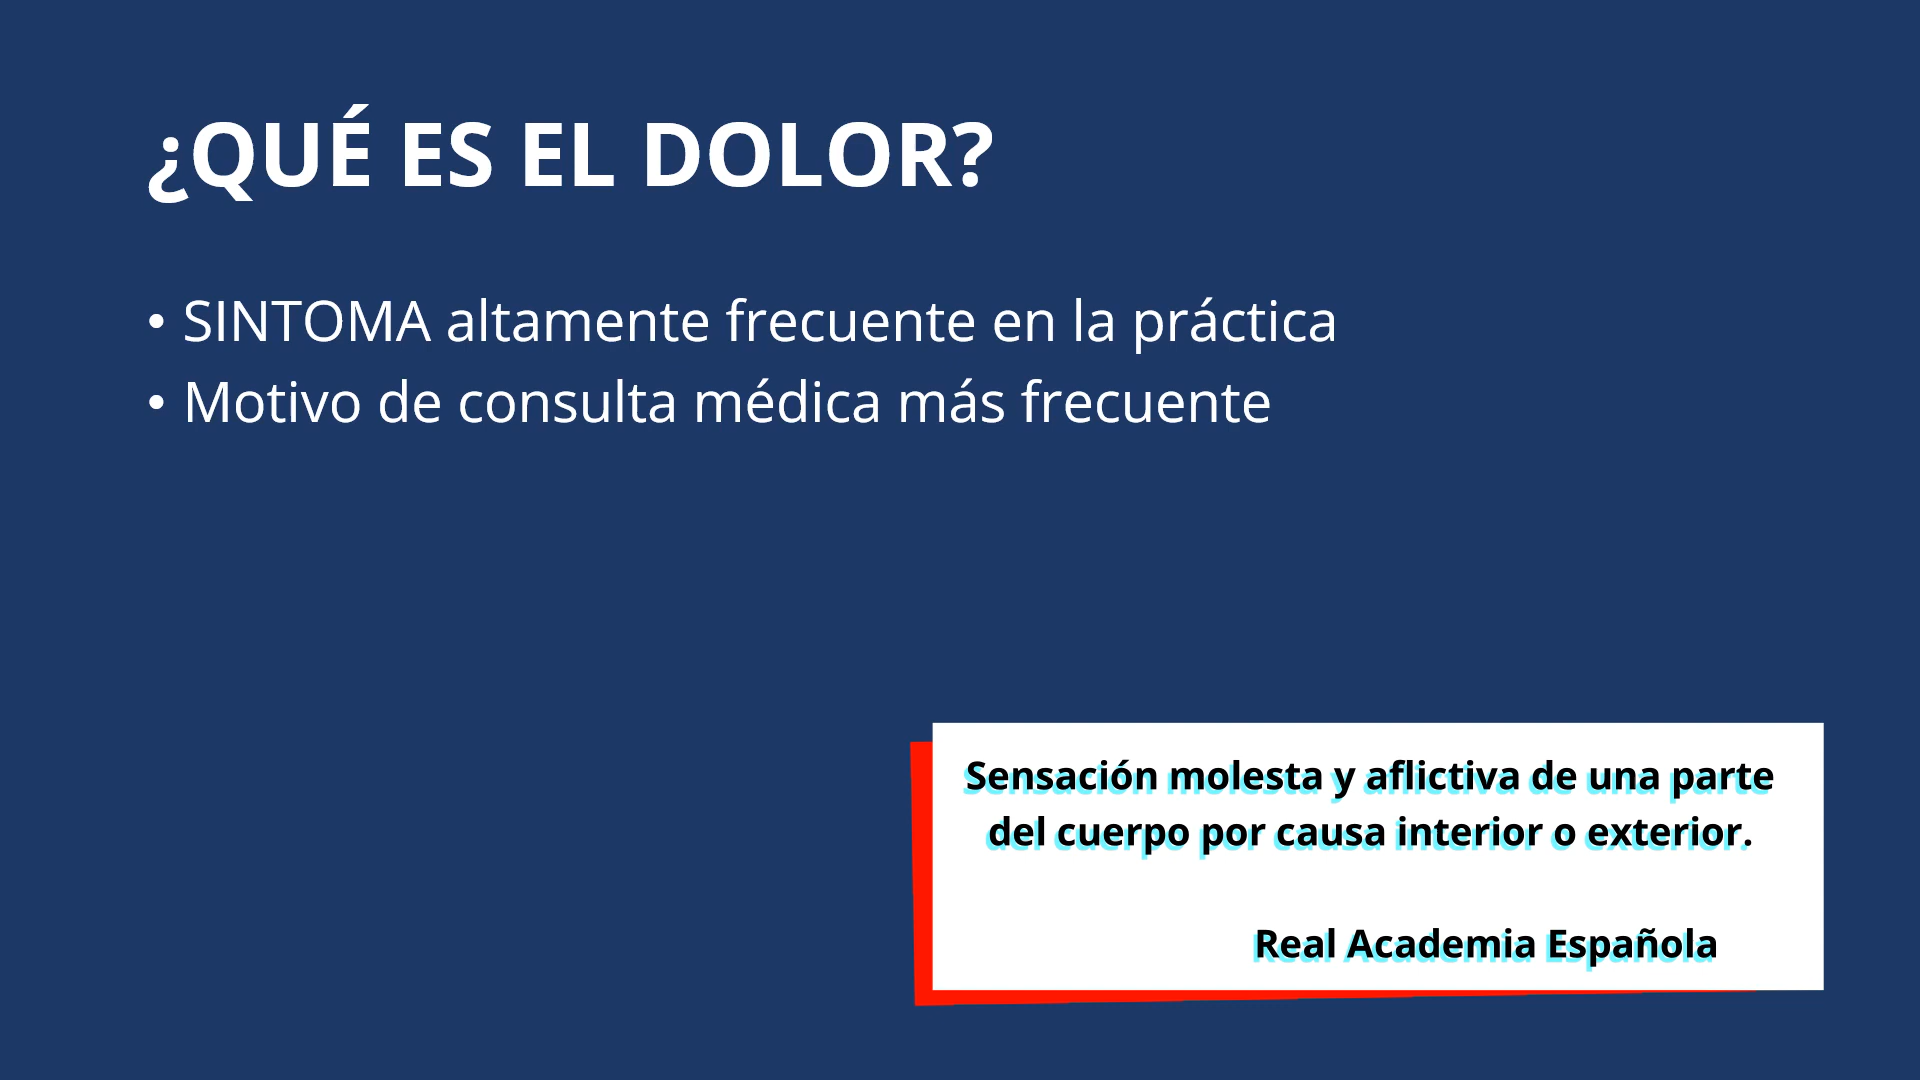 ¿QUÉ ES EL DOLOR?
• SINTOMA altamente frecuente en la práctica
• Motivo de consulta médica más frecuente
Sensación molesta y aflictiva de una parte
del cuerpo por causa interior o exterior.
Real Academia Española